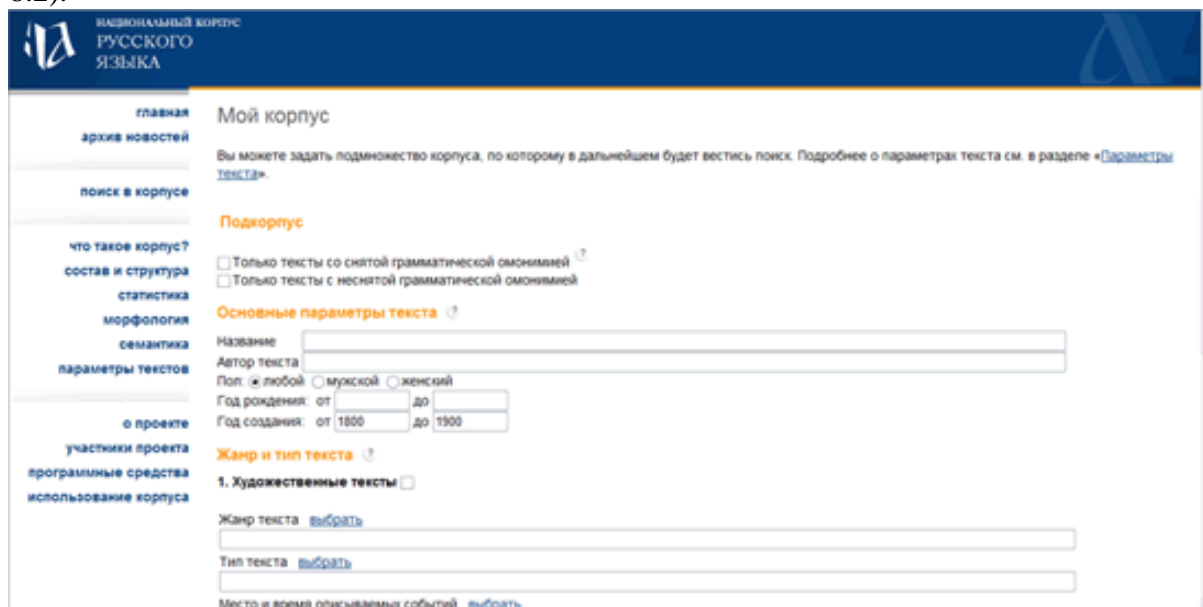 НАЦИОНАЛЬНЫЙ КОРПУС
РУССКОГО
ЯЗЫКА
главная
архив новостей
поиск в корпусе
что такое корпус?
состав и структура
статистика
морфология
семантика
параметры текстов
о проекте
участники проекта
программные средства
использование корпуса
Мой корпус
Вы можете задать подмножество корпуса, по которому в дальнейшем будет вестись поиск. Подробнее о параметрах текста см. в разделе «Параметры
текста».
Подкорпус
Только тексты со снятой грамматической омонимией ?
Только тексты с неснятой грамматической омонимией
Основные параметры текста ?
Название
Автор текста
Пол: любой мужской женский
Год рождения: от до
Год создания: от 1800 до 1900
Жанр и тип текста ?
1. Художественные тексты
Жанр текста выбрать
Тип текста выбрать
Место и время описываемых событий выбрать